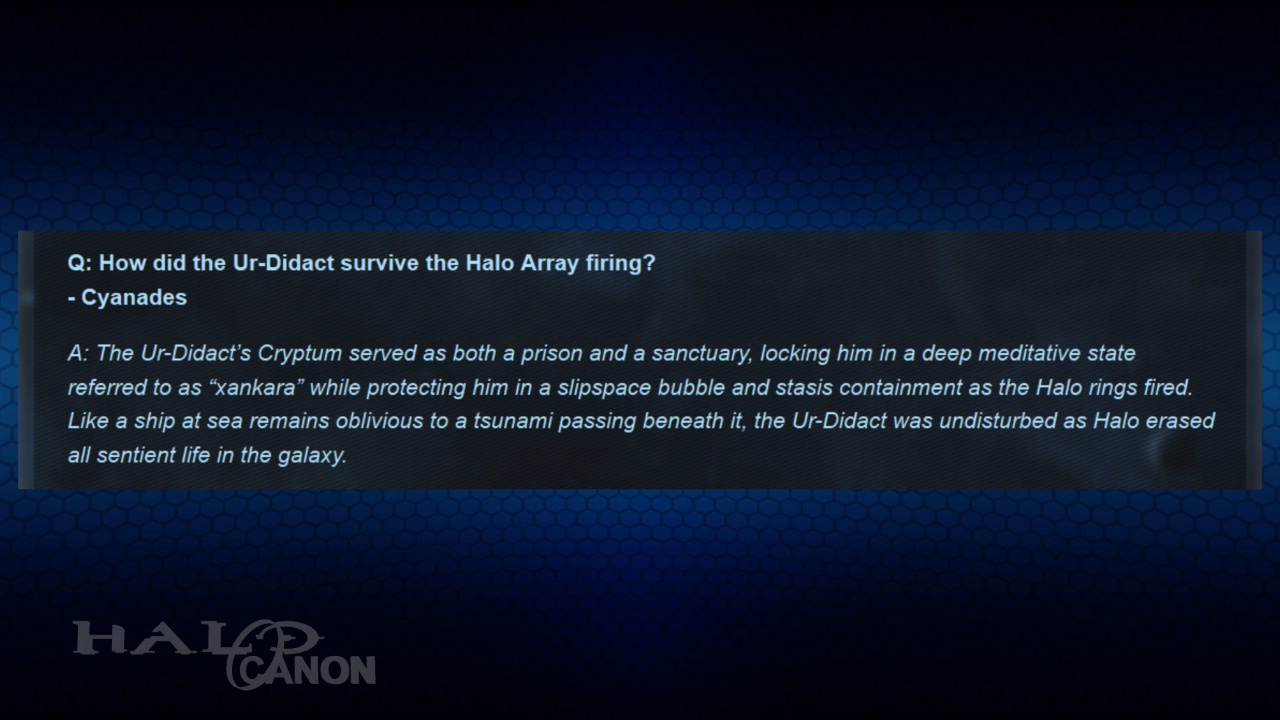 Q: How did the Ur-Didact survive the Halo Array firing?
- Cyanades
A: The Ur-Didact’s Cryptum served as both a prison and a sanctuary, locking him in a deep meditative state
referred to as “xankara” while protecting him in a slipspace bubble and stasis containment as the Halo rings fired.
Like a ship at sea remains oblivious to a tsunami passing beneath it, the Ur-Didact was undisturbed as Halo erased
all sentient life in the galaxy.
HALO
CANON